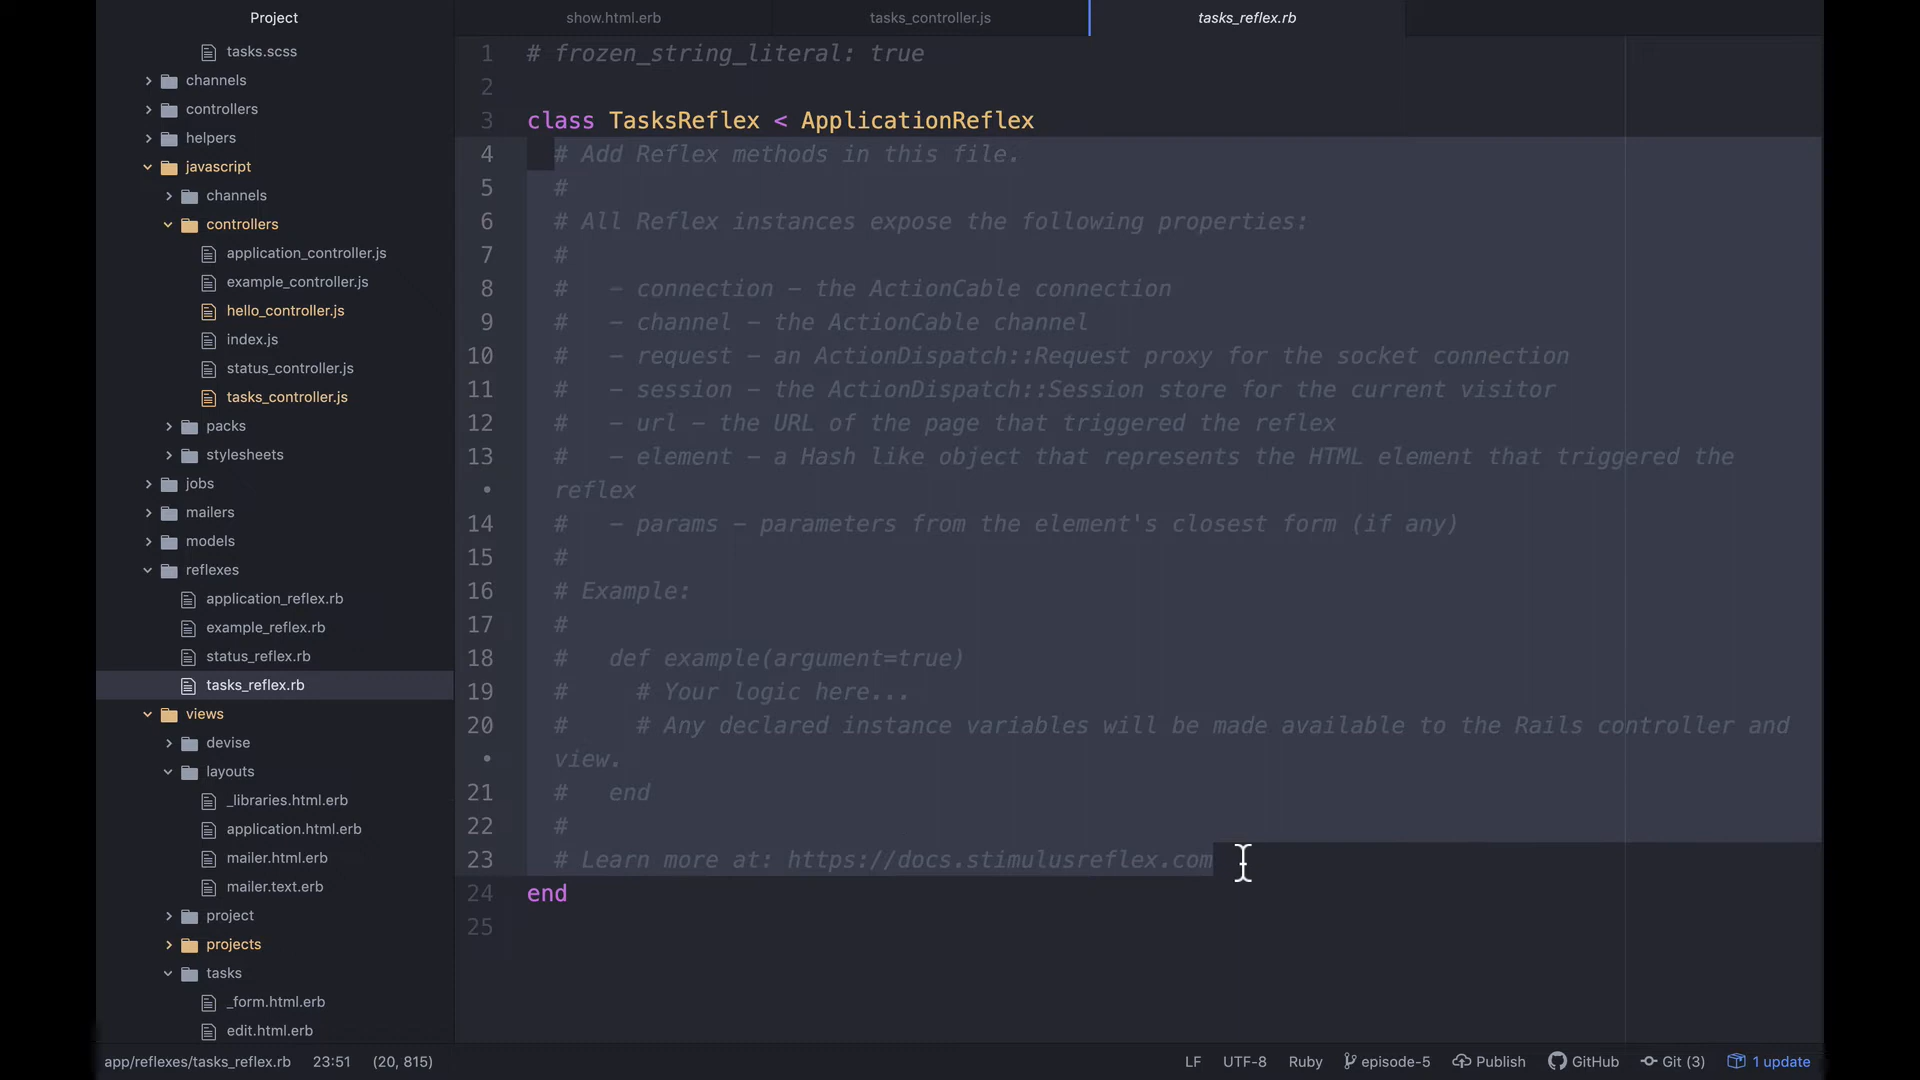 Project
tasks.scss
channels
controllers
helpers
javascript
channels
controllers
application_controller.js
example_controller.js
hello_controller.js
index.js
status_controller.js
tasks_controller.js
packs
stylesheets
jobs
mailers
models
reflexes
application_reflex.rb
example_reflex.rb
status_reflex.rb
tasks_reflex.rb
views
devise
layouts
_libraries.html.erb
application.html.erb
mailer.html.erb
mailer.text.erb
project
projects
tasks
_form.html.erb
edit.html.erb
show.html.erb
tasks_controller.js
tasks_reflex.rb
1 # frozen_string_literal: true
2
3 class TasksReflex < ApplicationReflex
4 # Add Reflex methods in this file.
5 #
6 # All Reflex instances expose the following properties:
7 #
8 # - connection - the ActionCable connection
9 # - channel - the ActionCable channel
10 # - request - an ActionDispatch::Request proxy for the socket connection
11 # - session - the ActionDispatch::Session store for the current visitor
12 # - url - the URL of the page that triggered the reflex
13 # - element - a Hash like object that represents the HTML element that triggered the
• reflex
14 # - params - parameters from the element's closest form (if any)
15 #
16 # Example:
17 #
18 # def example(argument=true)
19 # # Your logic here...
20 # # Any declared instance variables will be made available to the Rails controller and
• view.
21 # end
22 #
23 # Learn more at: https://docs.stimulusreflex.com
24 end
25
app/reflexes/tasks_reflex.rb 23:51 (20, 815) LF UTF-8 Ruby episode-5 Publish GitHub Git (3) 1 update